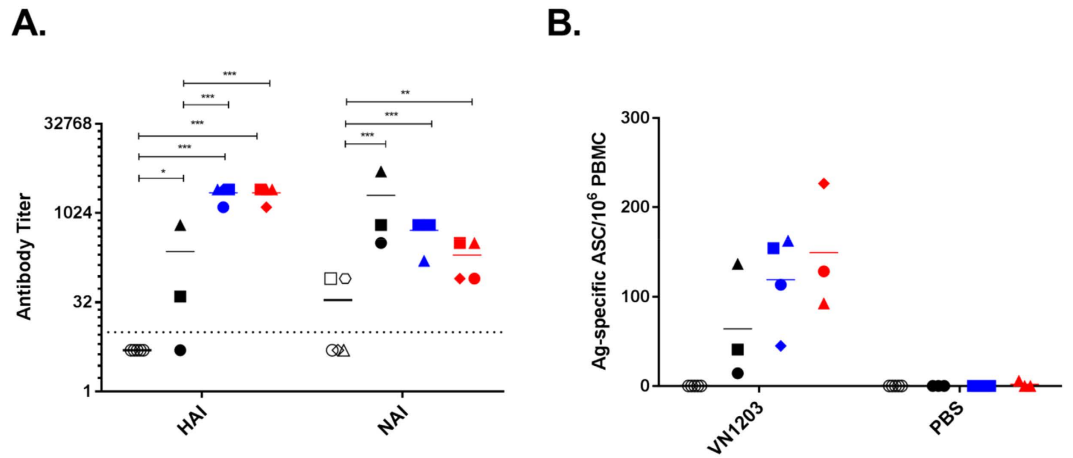 A.
B.
***
***
***
***
*
**
***
***
32768
1024
32
1
Antibody Titer
HAI
NAI
300
200
100
0
Ag-specific ASC/10⁶ PBMC
VN1203
PBS